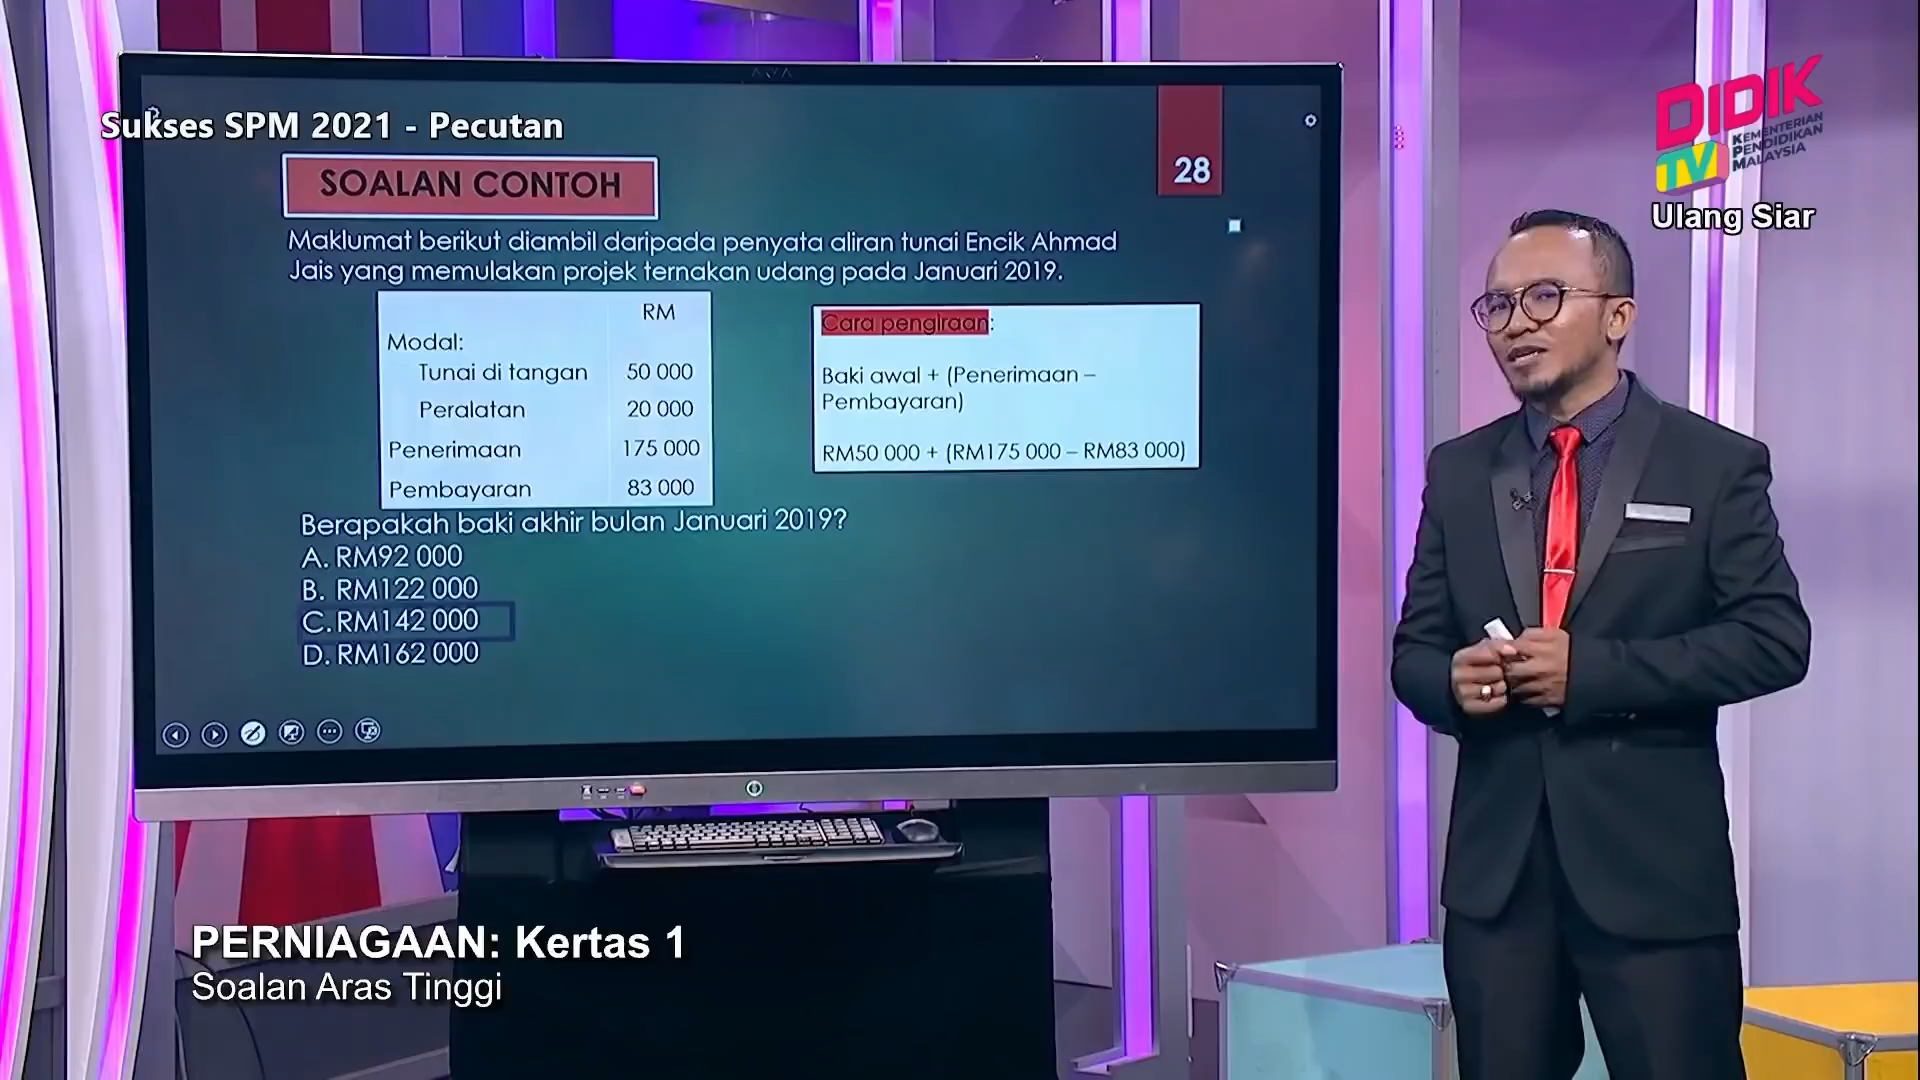 Sukses SPM 2021 - Pecutan
DIDIK
TV
KEMENTERIAN
PENDIDIKAN
MALAYSIA
Ulang Siar
28
SOALAN CONTOH
Maklumat berikut diambil daripada penyata aliran tunai Encik Ahmad
Jais yang memulakan projek ternakan udang pada Januari 2019.
RM
Modal:
Tunai di tangan 50 000
Peralatan 20 000
Penerimaan 175 000
Pembayaran 83 000
Cara pengiraan:
Baki awal + (Penerimaan –
Pembayaran)
RM50 000 + (RM175 000 – RM83 000)
Berapakah baki akhir bulan Januari 2019?
A. RM92 000
B. RM122 000
C. RM142 000
D. RM162 000
PERNIAGAAN: Kertas 1
Soalan Aras Tinggi